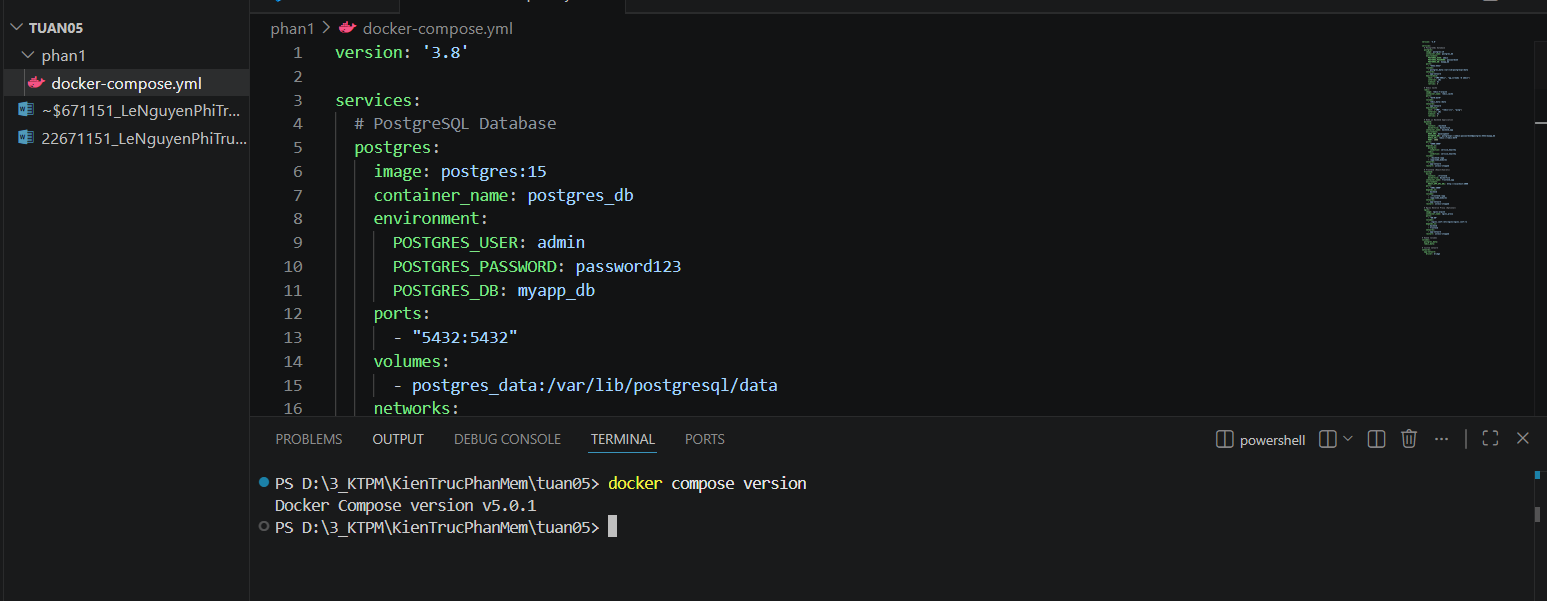 TUAN05
phan1
docker-compose.yml
~$671151_LeNguyenPhiTr...
22671151_LeNguyenPhiTru...
phan1 > docker-compose.yml
1 version: '3.8'
2
3 services:
4 # PostgreSQL Database
5 postgres:
6 image: postgres:15
7 container_name: postgres_db
8 environment:
9 POSTGRES_USER: admin
10 POSTGRES_PASSWORD: password123
11 POSTGRES_DB: myapp_db
12 ports:
13 - "5432:5432"
14 volumes:
15 - postgres_data:/var/lib/postgresql/data
16 networks:
PROBLEMS OUTPUT DEBUG CONSOLE TERMINAL PORTS powershell
PS D:\3_KTPM\KienTrucPhanMem\tuan05> docker compose version
Docker Compose version v5.0.1
PS D:\3_KTPM\KienTrucPhanMem\tuan05>